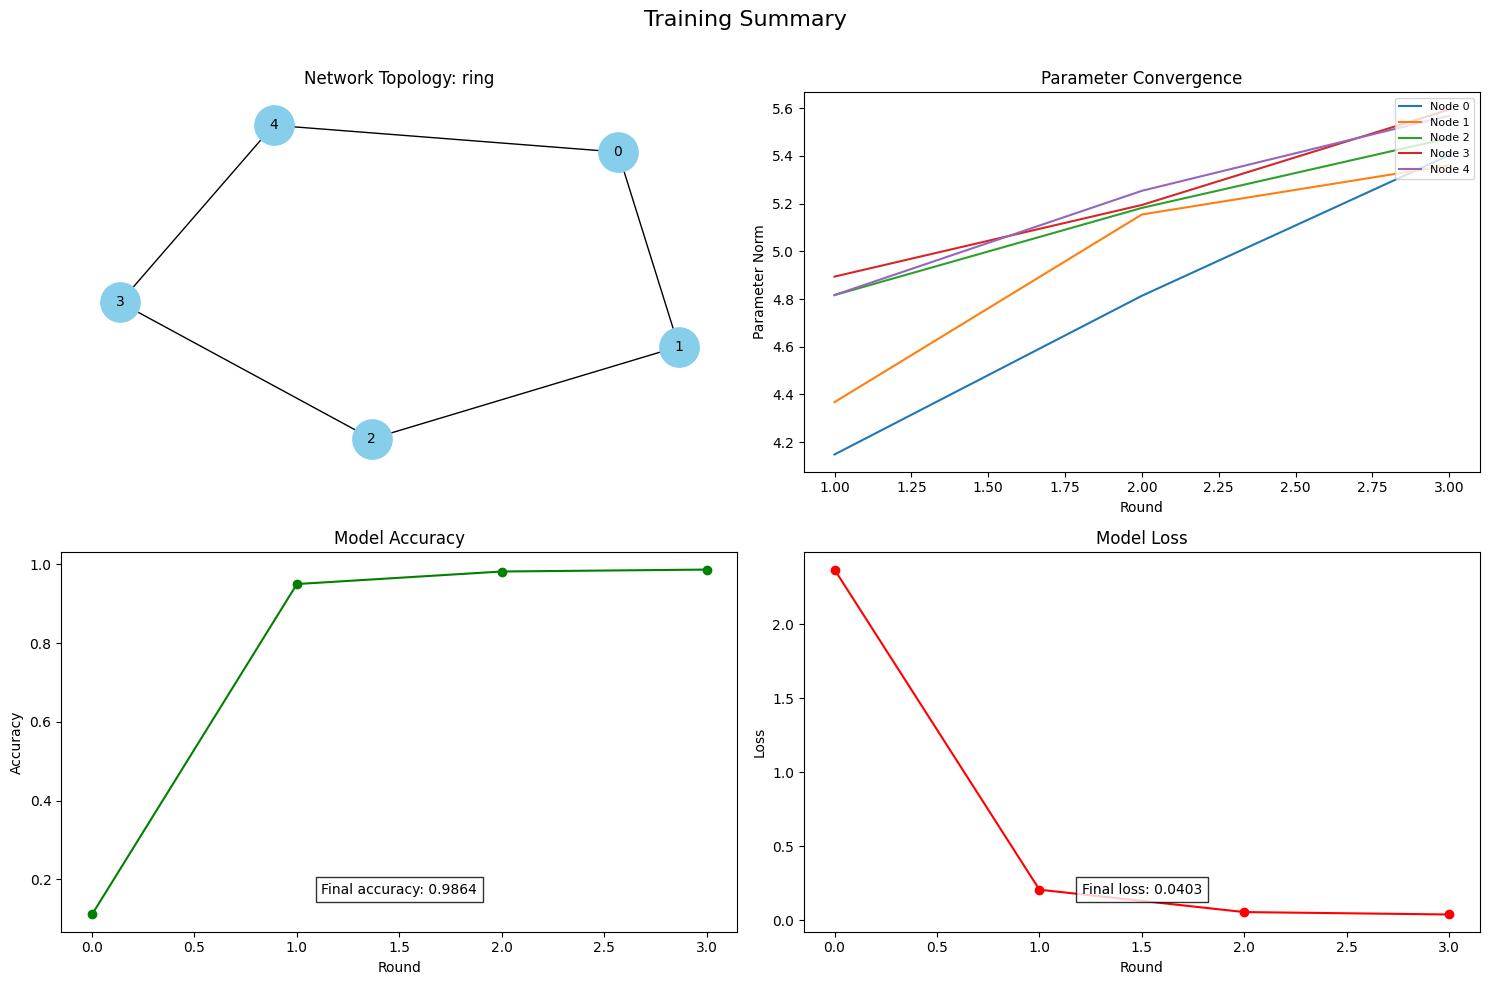 Training Summary
Network Topology: ring
4
0
3
1
2
Parameter Convergence
Parameter Norm
5.6
5.4
5.2
5.0
4.8
4.6
4.4
4.2
Node 0
Node 1
Node 2
Node 3
Node 4
1.00 1.25 1.50 1.75 2.00 2.25 2.50 2.75 3.00
Round
Model Accuracy
Accuracy
1.0
0.8
0.6
0.4
0.2
Final accuracy: 0.9864
0.0 0.5 1.0 1.5 2.0 2.5 3.0
Round
Model Loss
Loss
2.0
1.5
1.0
0.5
0.0
Final loss: 0.0403
0.0 0.5 1.0 1.5 2.0 2.5 3.0
Round